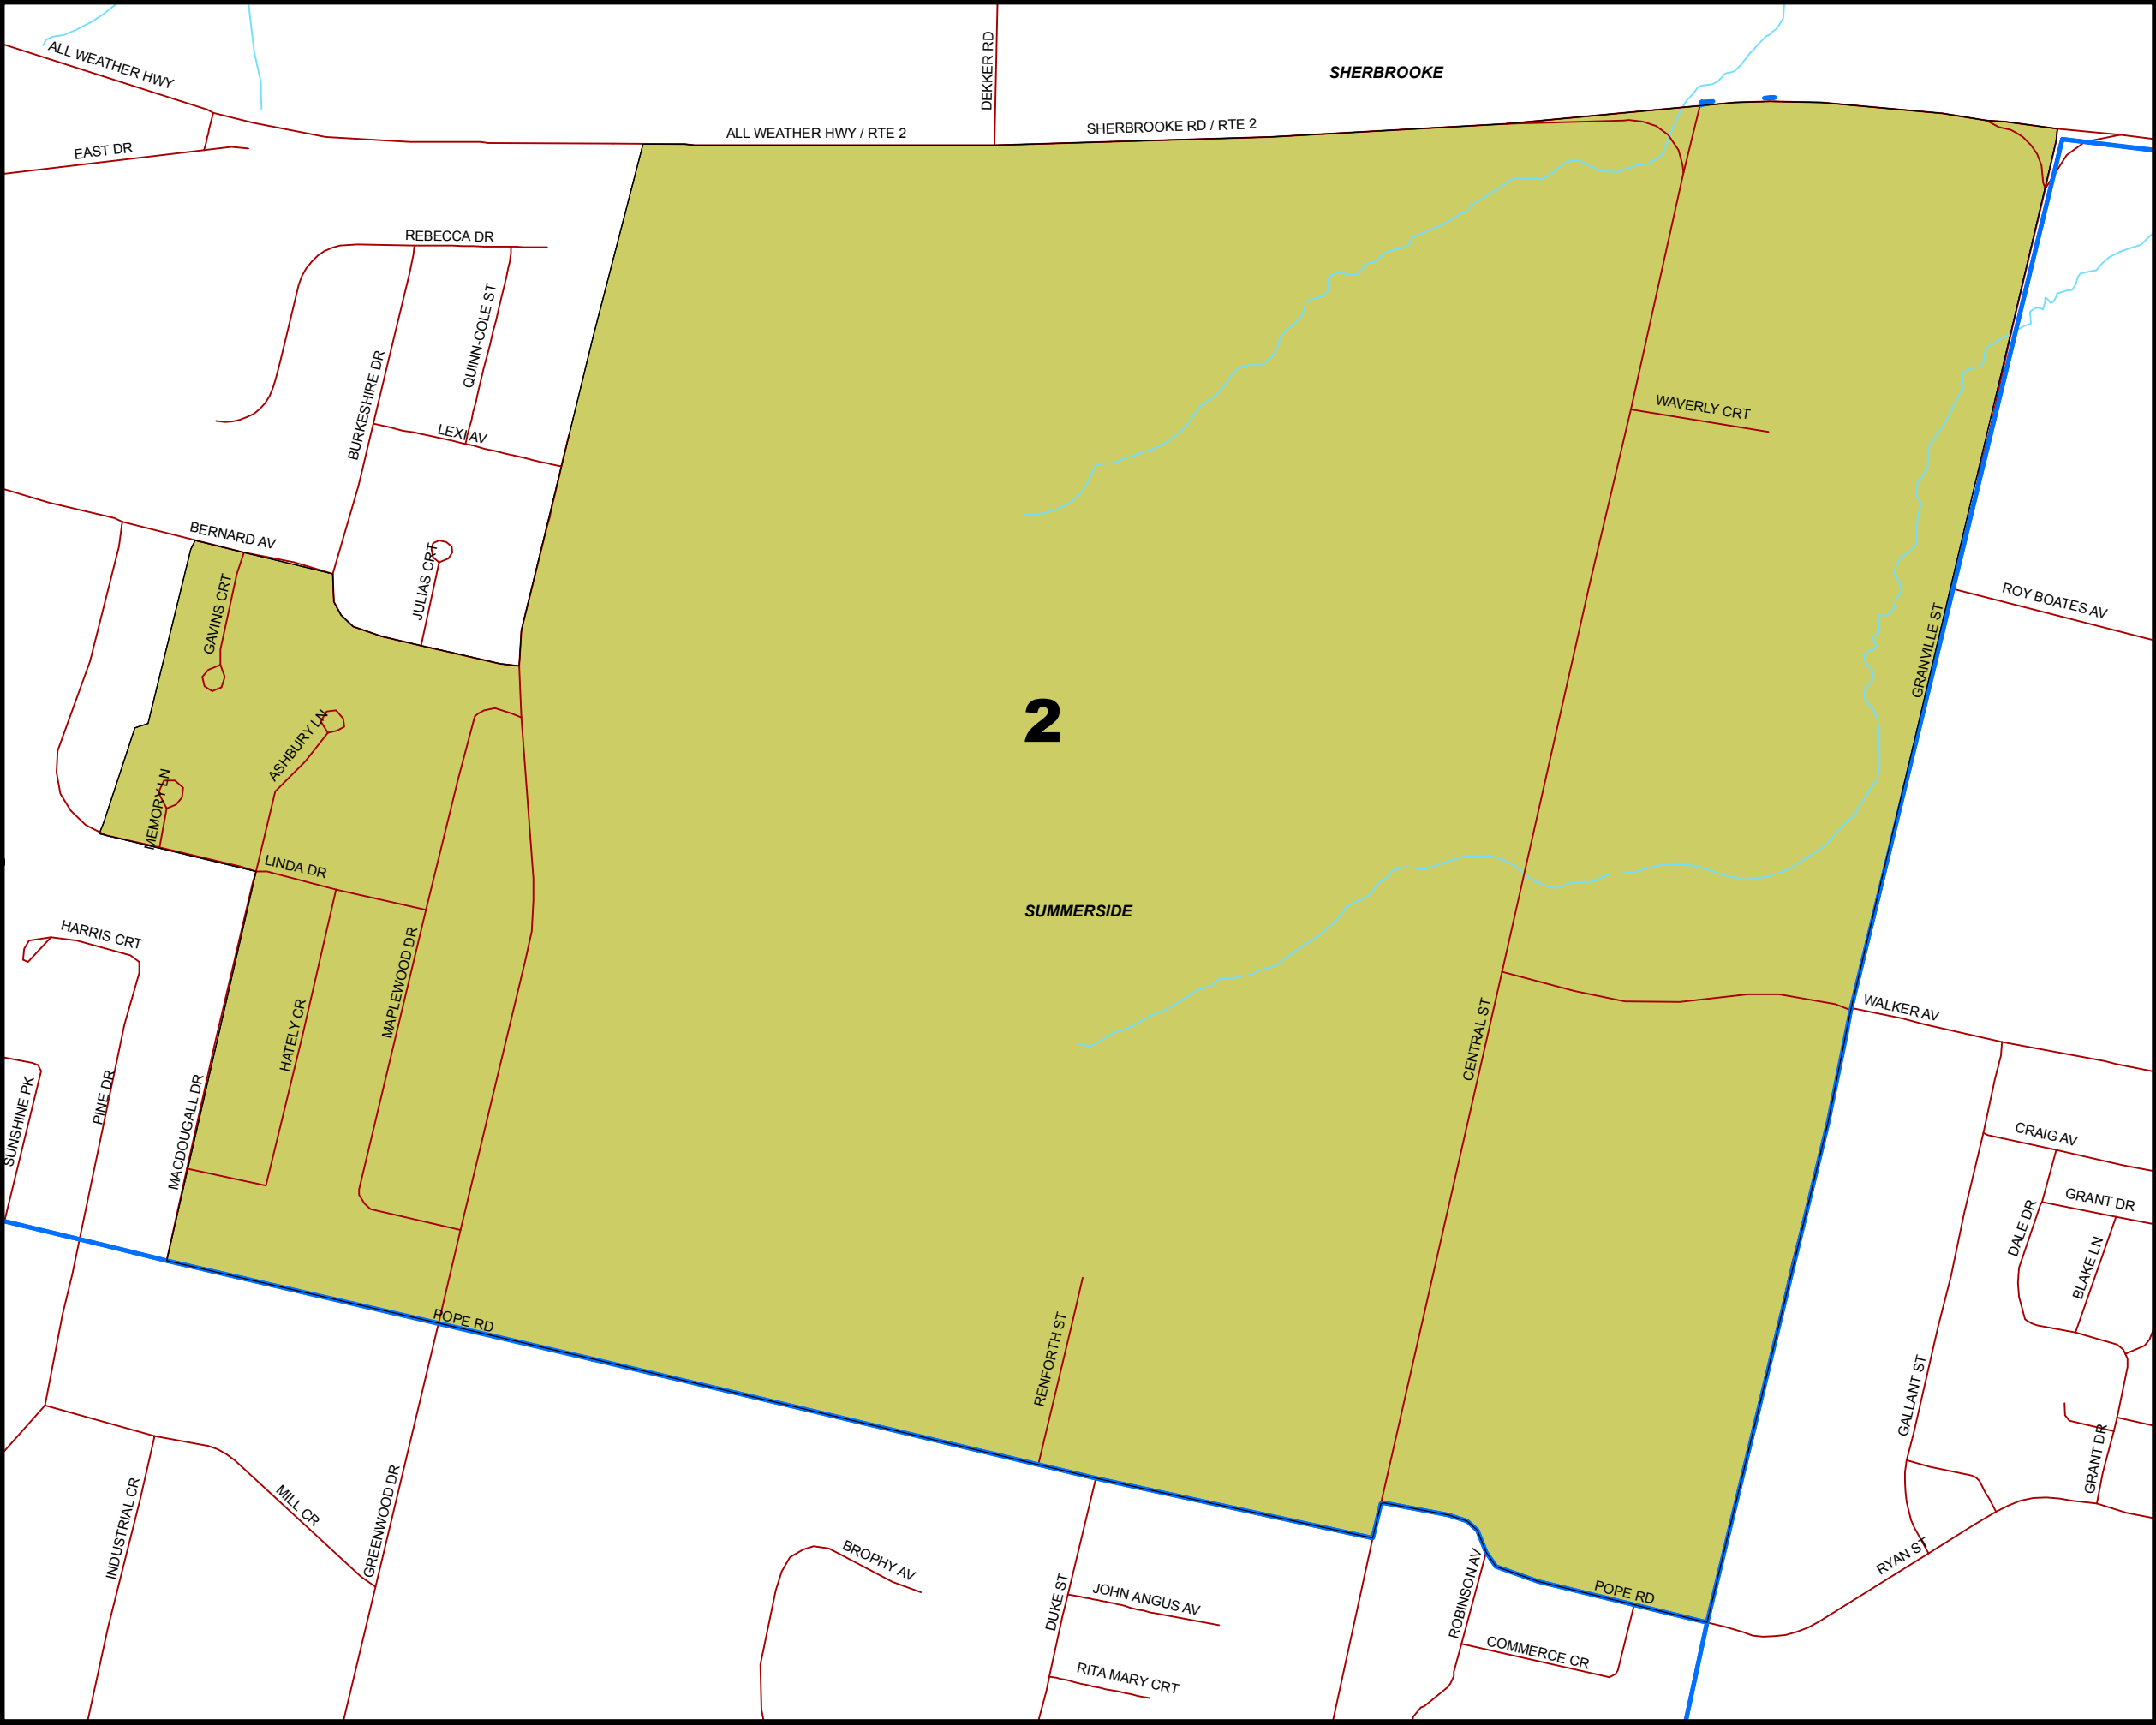 ALL WEATHER HWY
DEKKER RD
SHERBROOKE
EAST DR
ALL WEATHER HWY / RTE 2
SHERBROOKE RD / RTE 2
REBECCA DR
QUINN-COLE ST
BURKESHIRE DR
LEXI AV
WAVERLY CRT
BERNARD AV
JULIAS CRT
GAVINS CRT
ROY BOATES AV
GRANVILLE ST
2
ASHBURY LN
MEMORY LN
LINDA DR
SUMMERSIDE
HARRIS CRT
MAPLEWOOD DR
HATELY CR
CENTRAL ST
WALKER AV
SUNSHINE PK
PINE DR
MACDOUGALL DR
CRAIG AV
GRANT DR
DALE DR
BLAKE LN
POPE RD
RENFORTH ST
GALLANT ST
GRANT DR
INDUSTRIAL CR
MILL CR
GREENWOOD DR
BROPHY AV
DUKE ST
JOHN ANGUS AV
ROBINSON AV
POPE RD
RYAN ST
COMMERCE CR
RITA MARY CRT